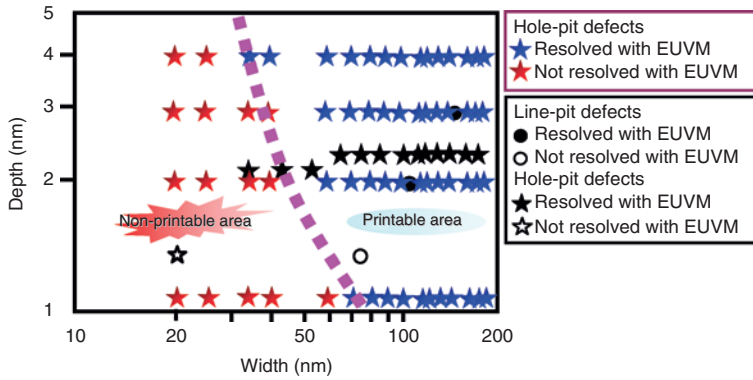 5
4
3
2
1
Depth (nm)
Non-printable area
Printable area
10
20
50
100
200
Width (nm)
Hole-pit defects
Resolved with EUVM
Not resolved with EUVM
Line-pit defects
Resolved with EUVM
Not resolved with EUVM
Hole-pit defects
Resolved with EUVM
Not resolved with EUVM